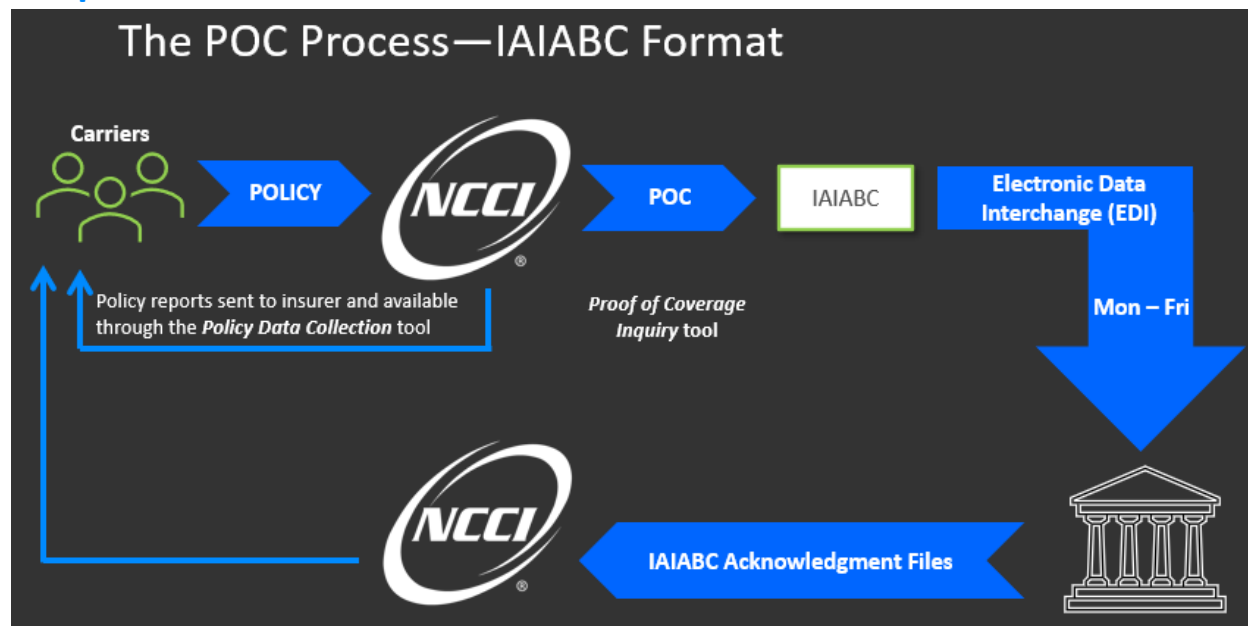 The POC Process—IAIABC Format
Carriers
POLICY
NCCI
®
POC
IAIABC
Electronic Data
Interchange (EDI)
Policy reports sent to insurer and available
through the Policy Data Collection tool
Proof of Coverage
Inquiry tool
Mon – Fri
NCCI
®
IAIABC Acknowledgment Files